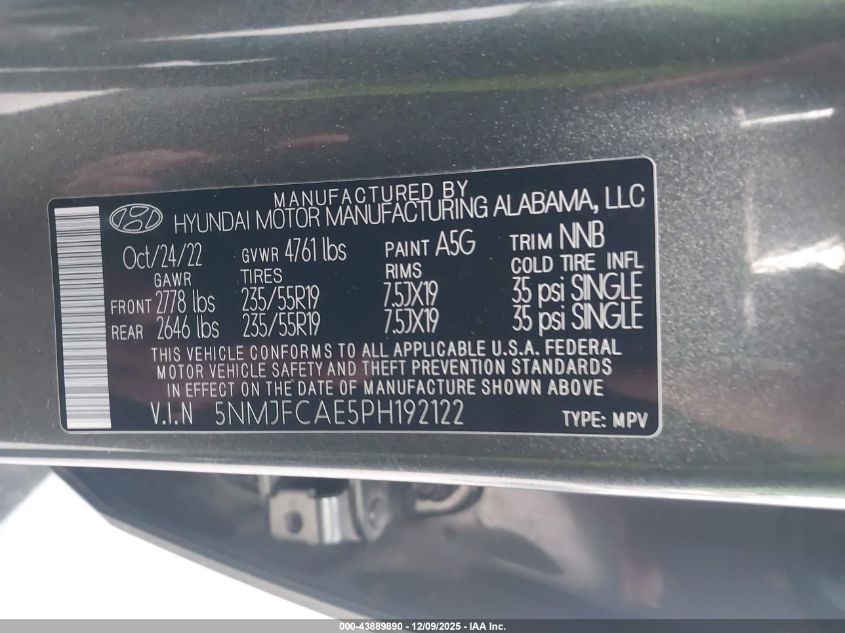 MANUFACTURED BY
HYUNDAI MOTOR MANUFACTURING ALABAMA, LLC
Oct/24/22 GVWR 4761 lbs PAINT A5G TRIM NNB
GAWR TIRES RIMS COLD TIRE INFL
FRONT 2778 lbs 235/55R19 7.5JX19 35 psi SINGLE
REAR 2646 lbs 235/55R19 7.5JX19 35 psi SINGLE
THIS VEHICLE CONFORMS TO ALL APPLICABLE U.S.A. FEDERAL
MOTOR VEHICLE SAFETY AND THEFT PREVENTION STANDARDS
IN EFFECT ON THE DATE OF MANUFACTURE SHOWN ABOVE
V.I.N 5NMJFCAE5PH192122 TYPE: MPV
000-43889890 - 12/09/2025 - IAA Inc.